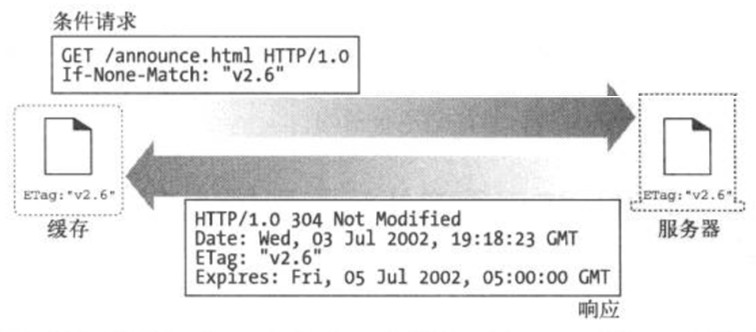 条件请求
GET /announce.html HTTP/1.0
If-None-Match: "v2.6"
ETag:"v2.6"
缓存
ETag:"v2.6"
服务器
HTTP/1.0 304 Not Modified
Date: Wed, 03 Jul 2002, 19:18:23 GMT
ETag: "v2.6"
Expires: Fri, 05 Jul 2002, 05:00:00 GMT
响应